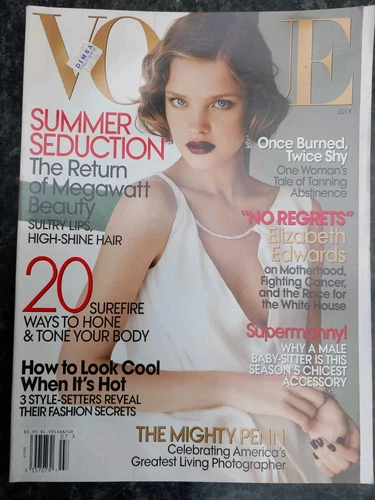 VOGUE
DIMSA
JULY
SUMMER
SEDUCTION
The Return
of Megawatt
Beauty
SULTRY LIPS,
HIGH-SHINE HAIR
Once Burned,
Twice Shy
One Woman's
Tale of Tanning
Abstinence
"NO REGRETS"
Elizabeth
Edwards
on Motherhood,
Fighting Cancer,
and the Race for
the White House
20 SUREFIRE
WAYS TO HONE
& TONE YOUR BODY
Supermanny!
WHY A MALE
BABY-SITTER IS THIS
SEASON'S CHICEST
ACCESSORY
How to Look Cool
When It's Hot
3 STYLE-SETTERS REVEAL
THEIR FASHION SECRETS
THE MIGHTY PENN
Celebrating America's
Greatest Living Photographer
07